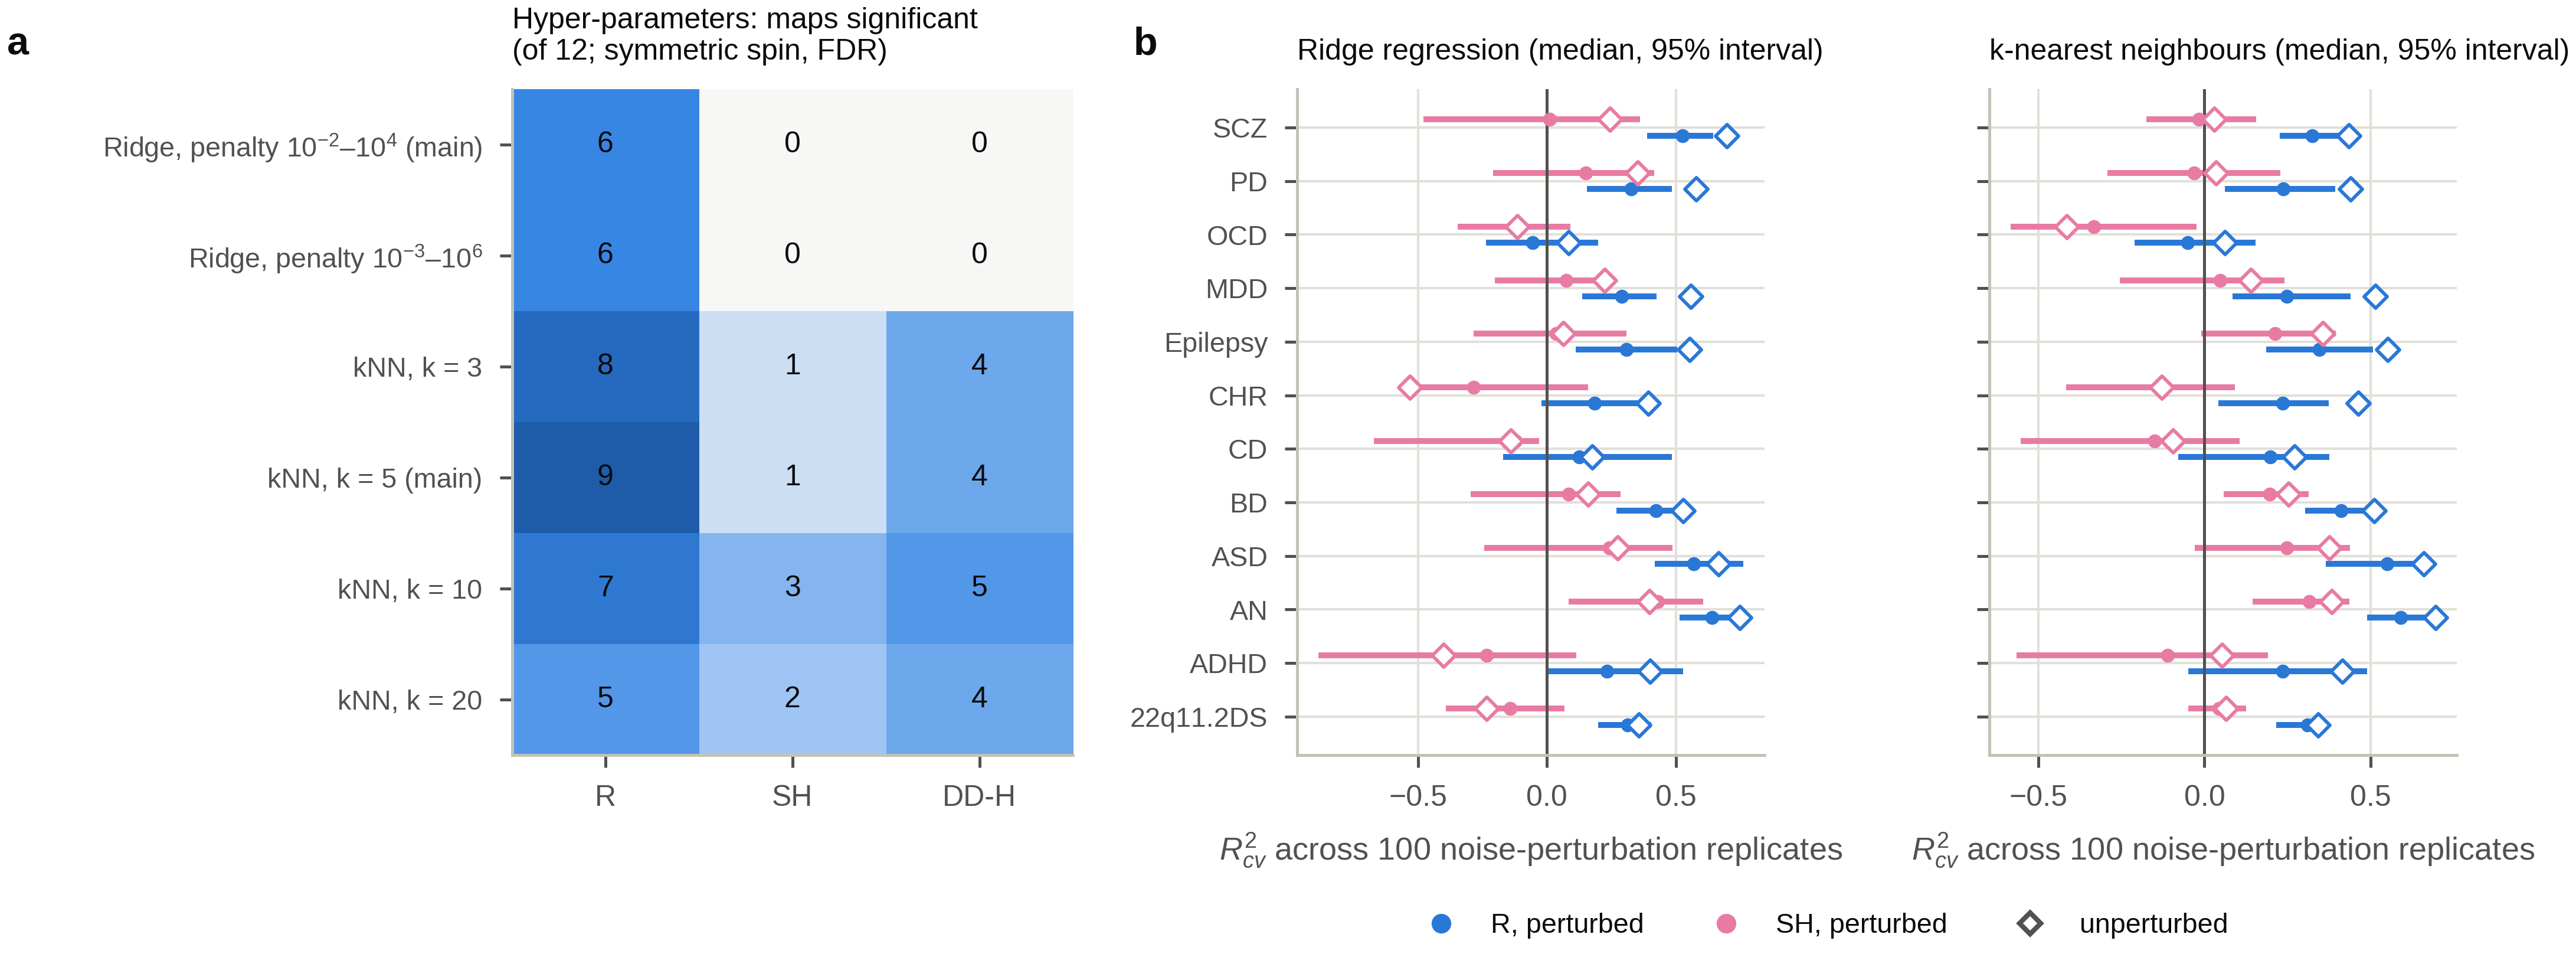 a
Hyper-parameters: maps significant
(of 12; symmetric spin, FDR)
Ridge, penalty 10⁻²–10⁴ (main)
6 0 0
Ridge, penalty 10⁻³–10⁶
6 0 0
kNN, k = 3
8 1 4
kNN, k = 5 (main)
9 1 4
kNN, k = 10
7 3 5
kNN, k = 20
5 2 4
R SH DD-H
b
Ridge regression (median, 95% interval)
SCZ
PD
OCD
MDD
Epilepsy
CHR
CD
BD
ASD
AN
ADHD
22q11.2DS
−0.5 0.0 0.5
R²cv across 100 noise-perturbation replicates
k-nearest neighbours (median, 95% interval)
−0.5 0.0 0.5
R²cv across 100 noise-perturbation replicates
R, perturbed
SH, perturbed
unperturbed